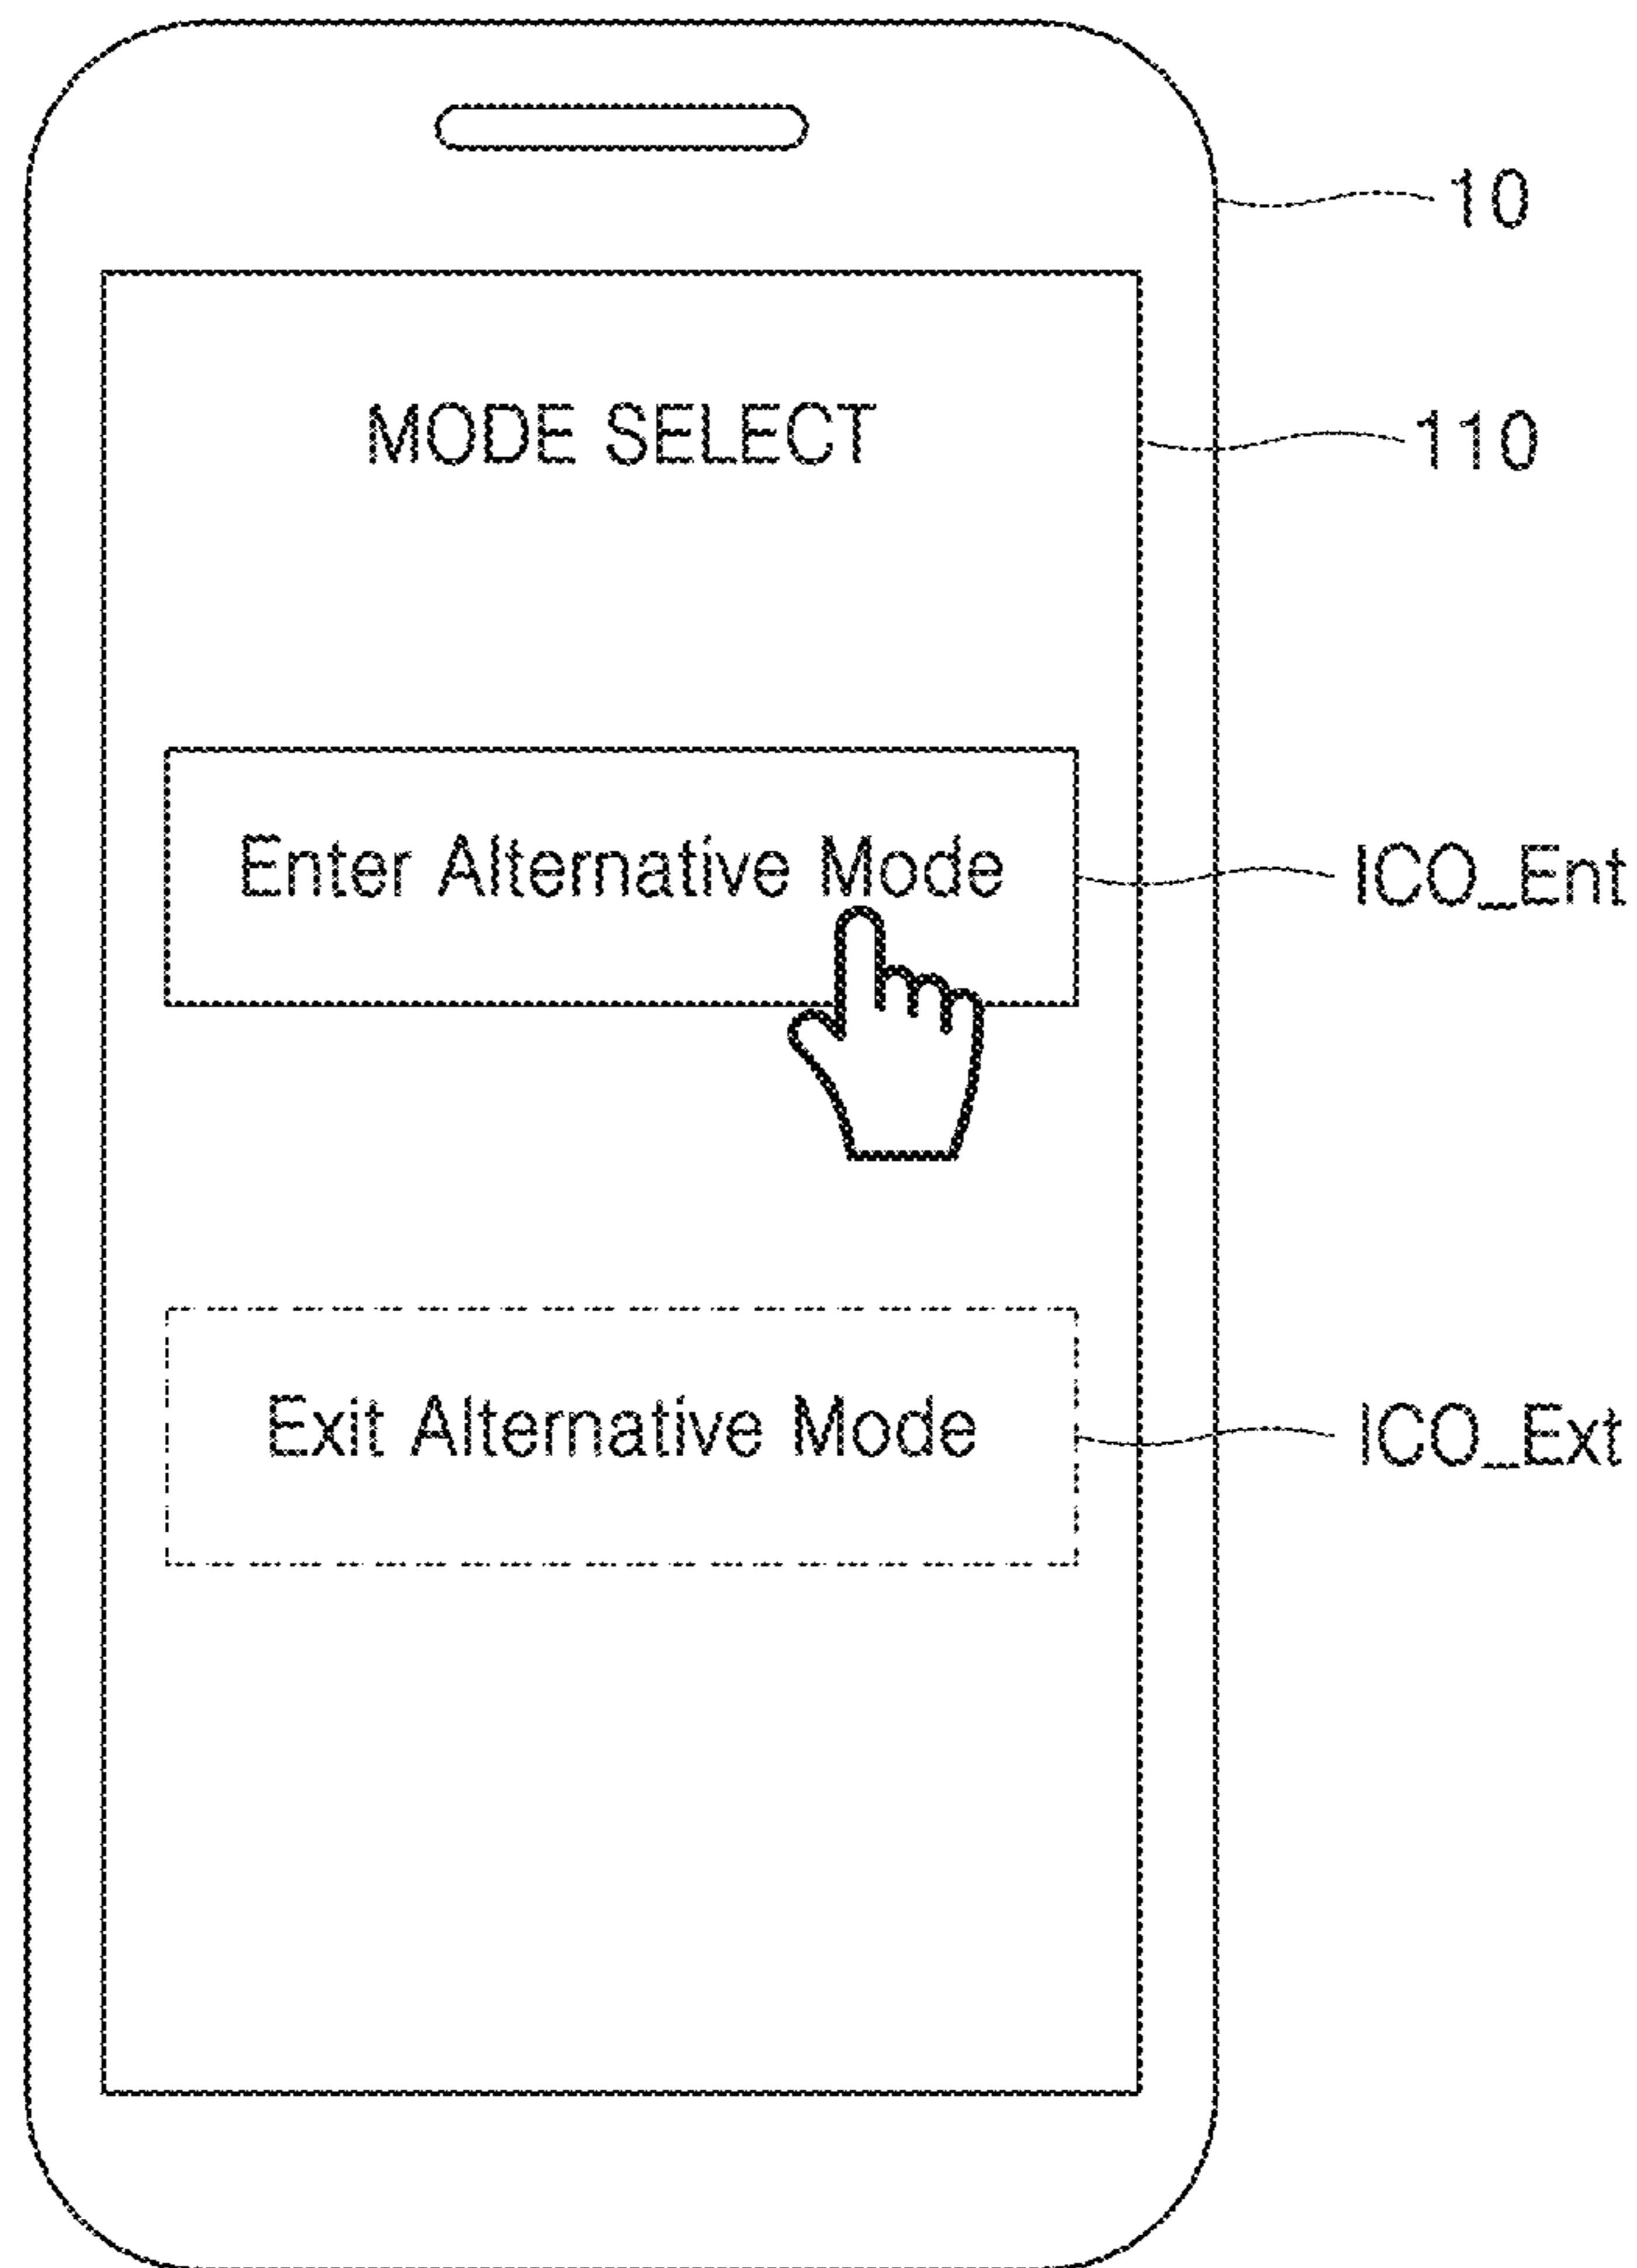 10
MODE SELECT
110
Enter Alternative Mode
ICO_Ent
Exit Alternative Mode
ICO_Ext